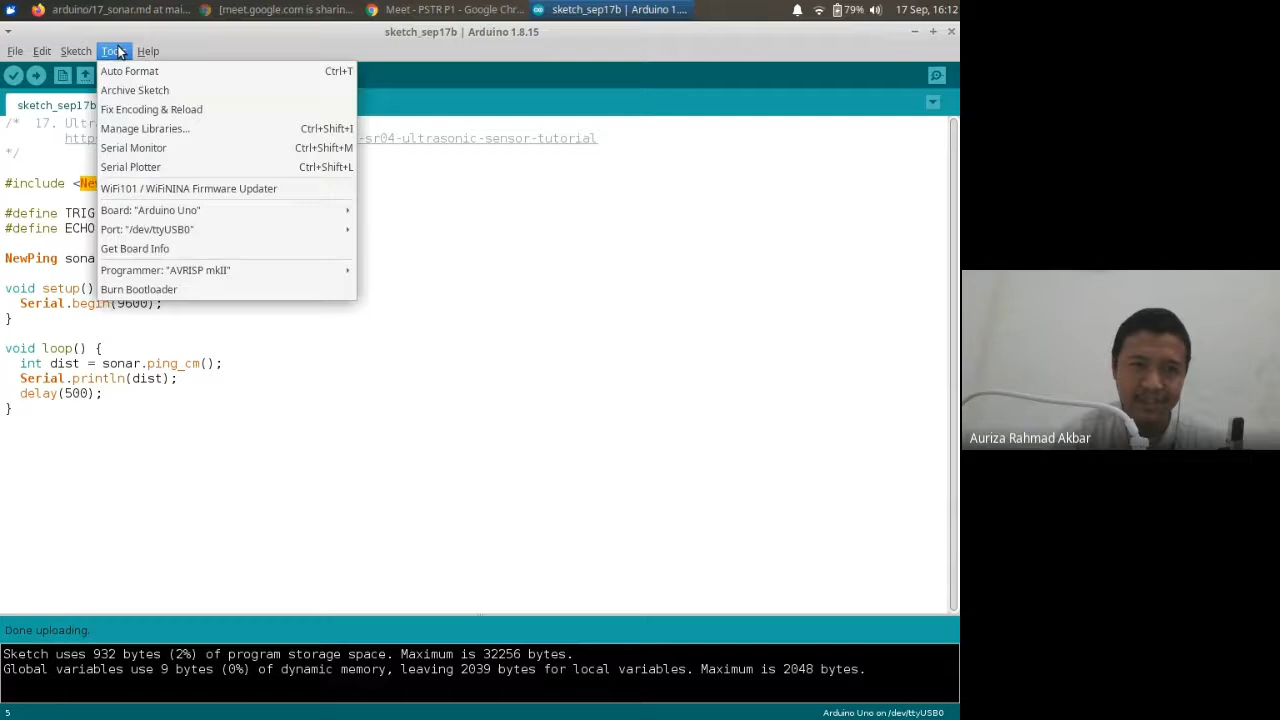 arduino/17_sonar.md at mai...
[meet.google.com is sharin...
Meet - PSTR P1 - Google Chr...
sketch_sep17b | Arduino 1.8....
79%
17 Sep, 16:12
sketch_sep17b | Arduino 1.8.15
File Edit Sketch Help
Auto Format Ctrl+T
Archive Sketch
Fix Encoding & Reload
Manage Libraries... Ctrl+Shift+I
Serial Monitor Ctrl+Shift+M
Serial Plotter Ctrl+Shift+L
WiFi101 / WiFiNINA Firmware Updater
Board: "Arduino Uno"
Port: "/dev/ttyUSB0"
Get Board Info
Programmer: "AVRISP mkII"
Burn Bootloader
sketch_sep17b
/* 17. Ultr
http -sr04-ultrasonic-sensor-tutorial
*/
#include <Ne
#define TRIG
#define ECHO
NewPing sona
void setup()
Serial.begin(9600);
}
void loop() {
int dist = sonar.ping_cm();
Serial.println(dist);
delay(500);
}
Auriza Rahmad Akbar
Done uploading.
Sketch uses 932 bytes (2%) of program storage space. Maximum is 32256 bytes.
Global variables use 9 bytes (0%) of dynamic memory, leaving 2039 bytes for local variables. Maximum is 2048 bytes.
5
Arduino Uno on /dev/ttyUSB0